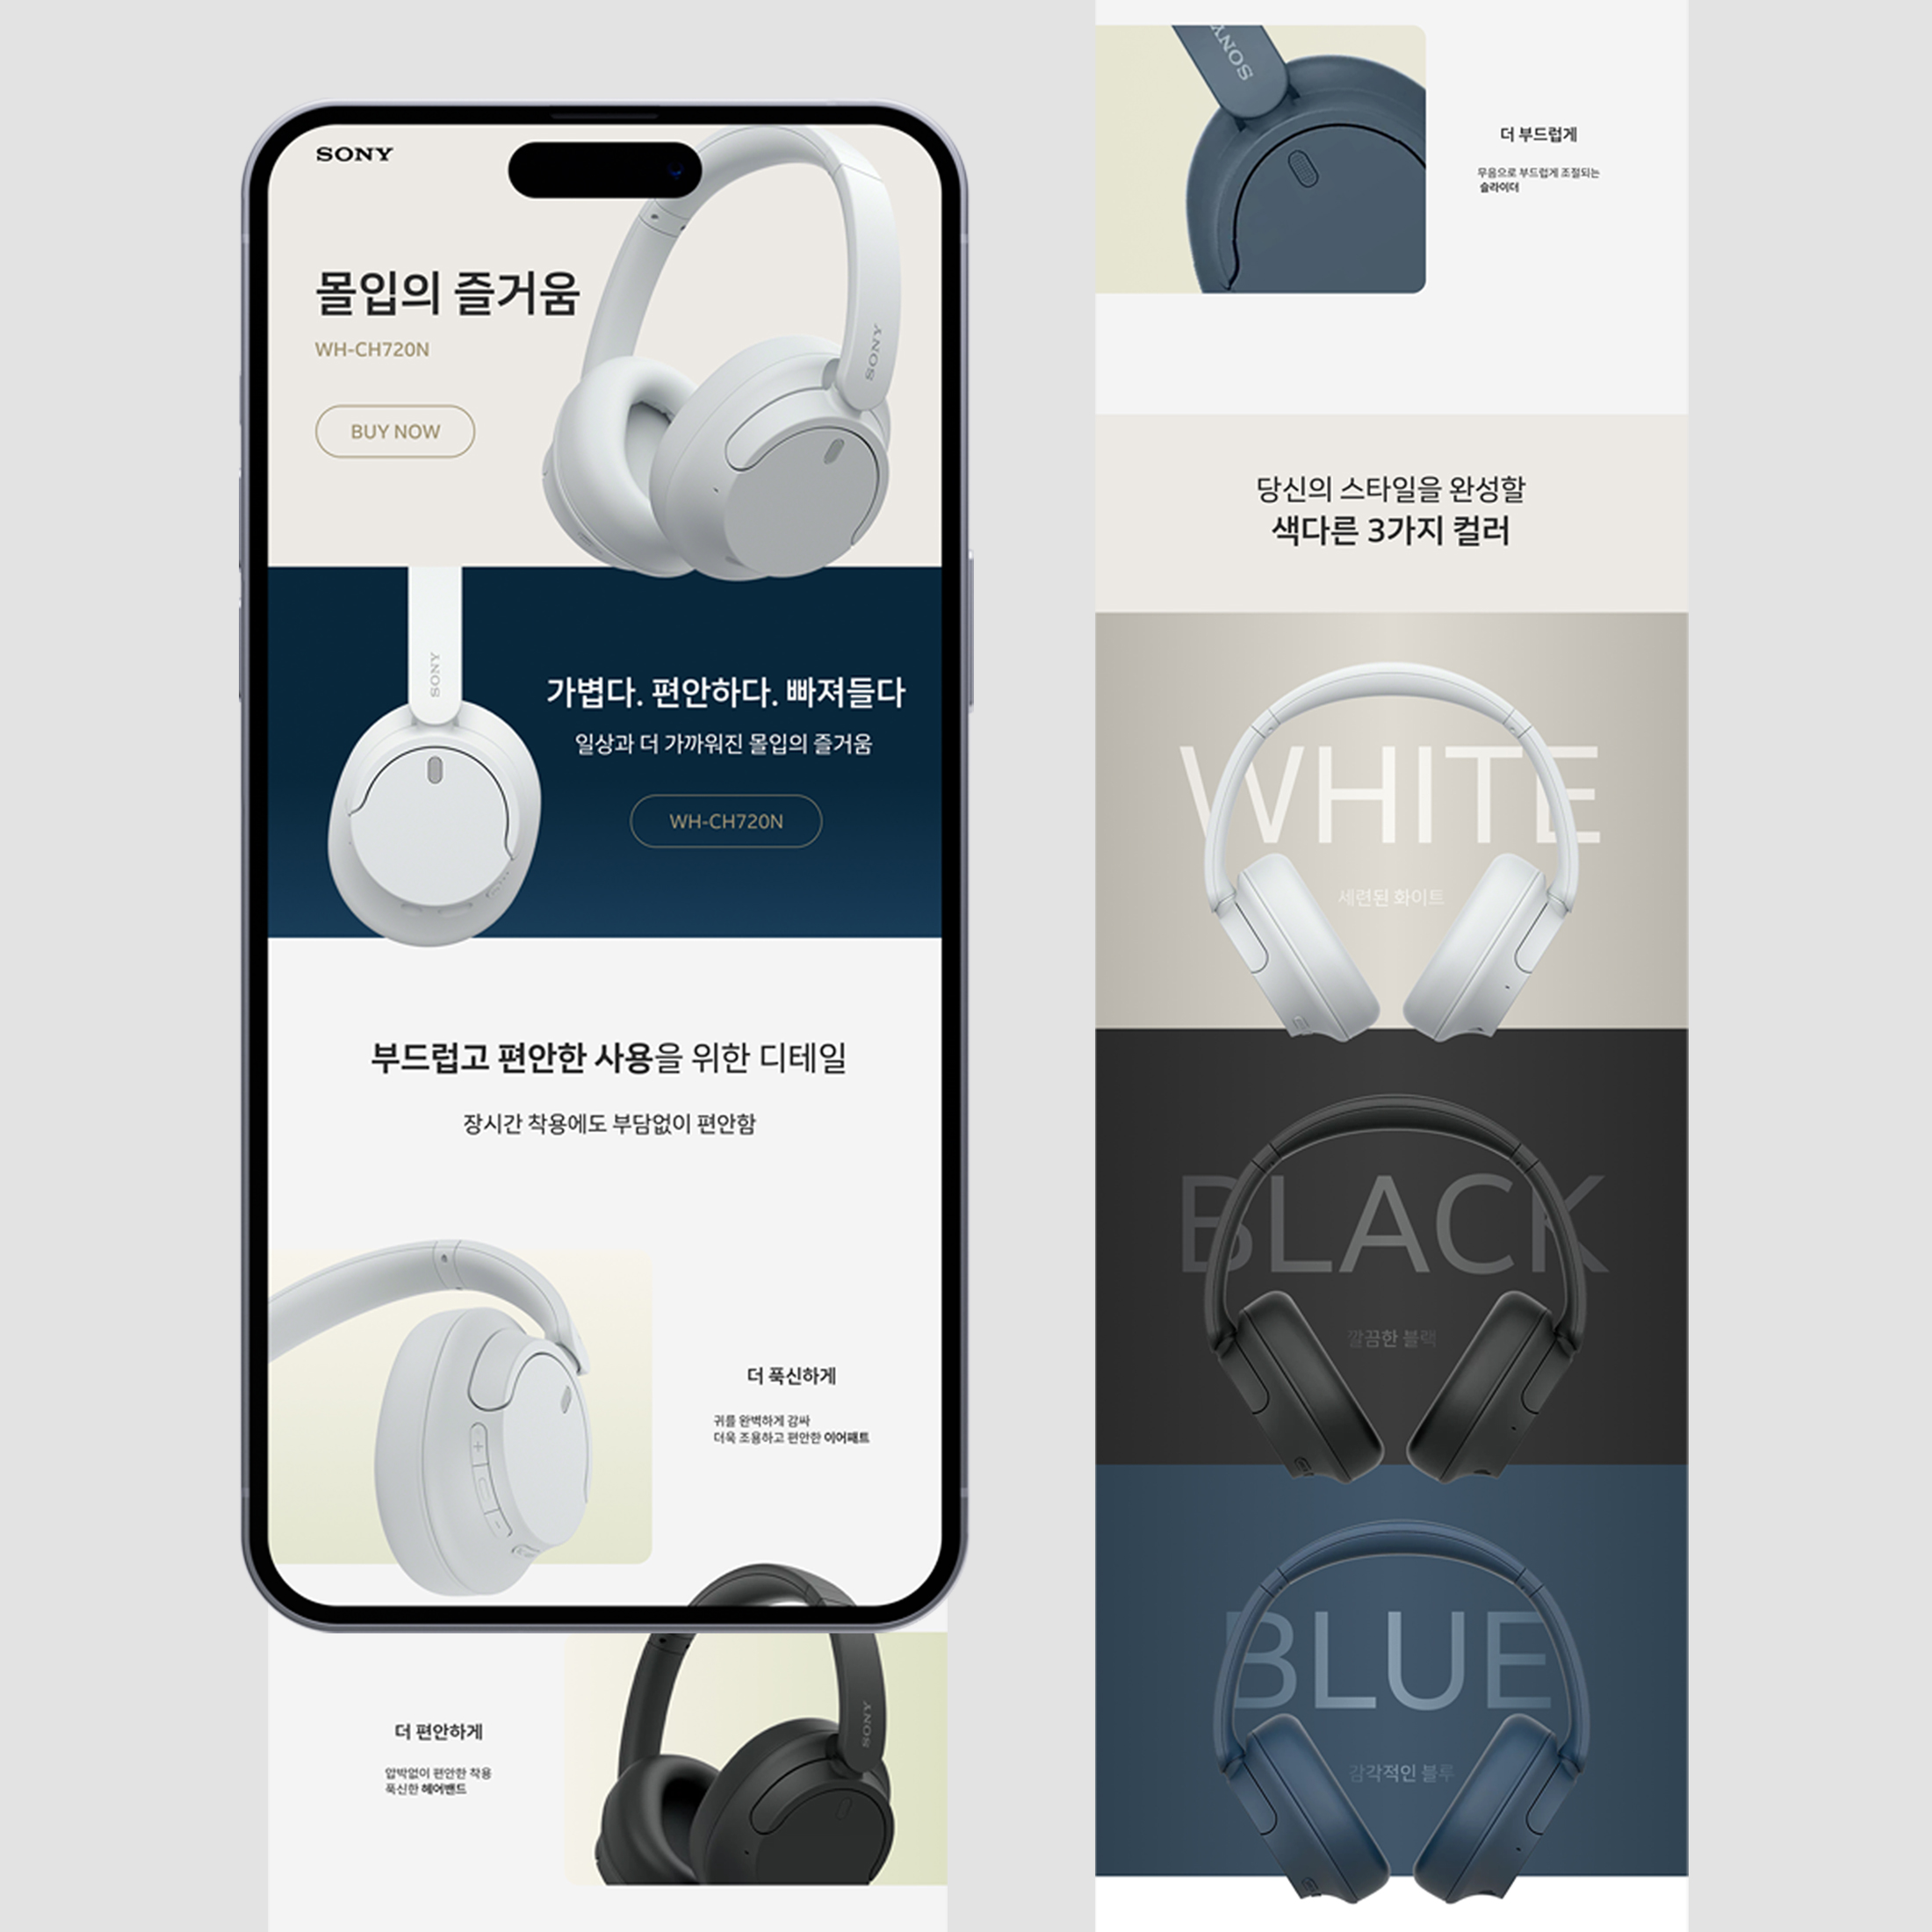 SONY
몰입의 즐거움
WH-CH720N
BUY NOW
SONY
SONY
가볍다. 편안하다. 빠져들다
일상과 더 가까워진 몰입의 즐거움
WH-CH720N
부드럽고 편안한 사용을 위한 디테일
장시간 착용에도 부담없이 편안함
더 푹신하게
귀를 완벽하게 감싸
더욱 조용하고 편안한 이어패드
SONY
더 편안하게
압박없이 편안한 착용
푹신한 헤어밴드
SONY
더 부드럽게
무음으로 부드럽게 조절되는
슬라이더
당신의 스타일을 완성할
색다른 3가지 컬러
WHITE
세련된 화이트
BLACK
깔끔한 블랙
BLUE
감각적인 블루